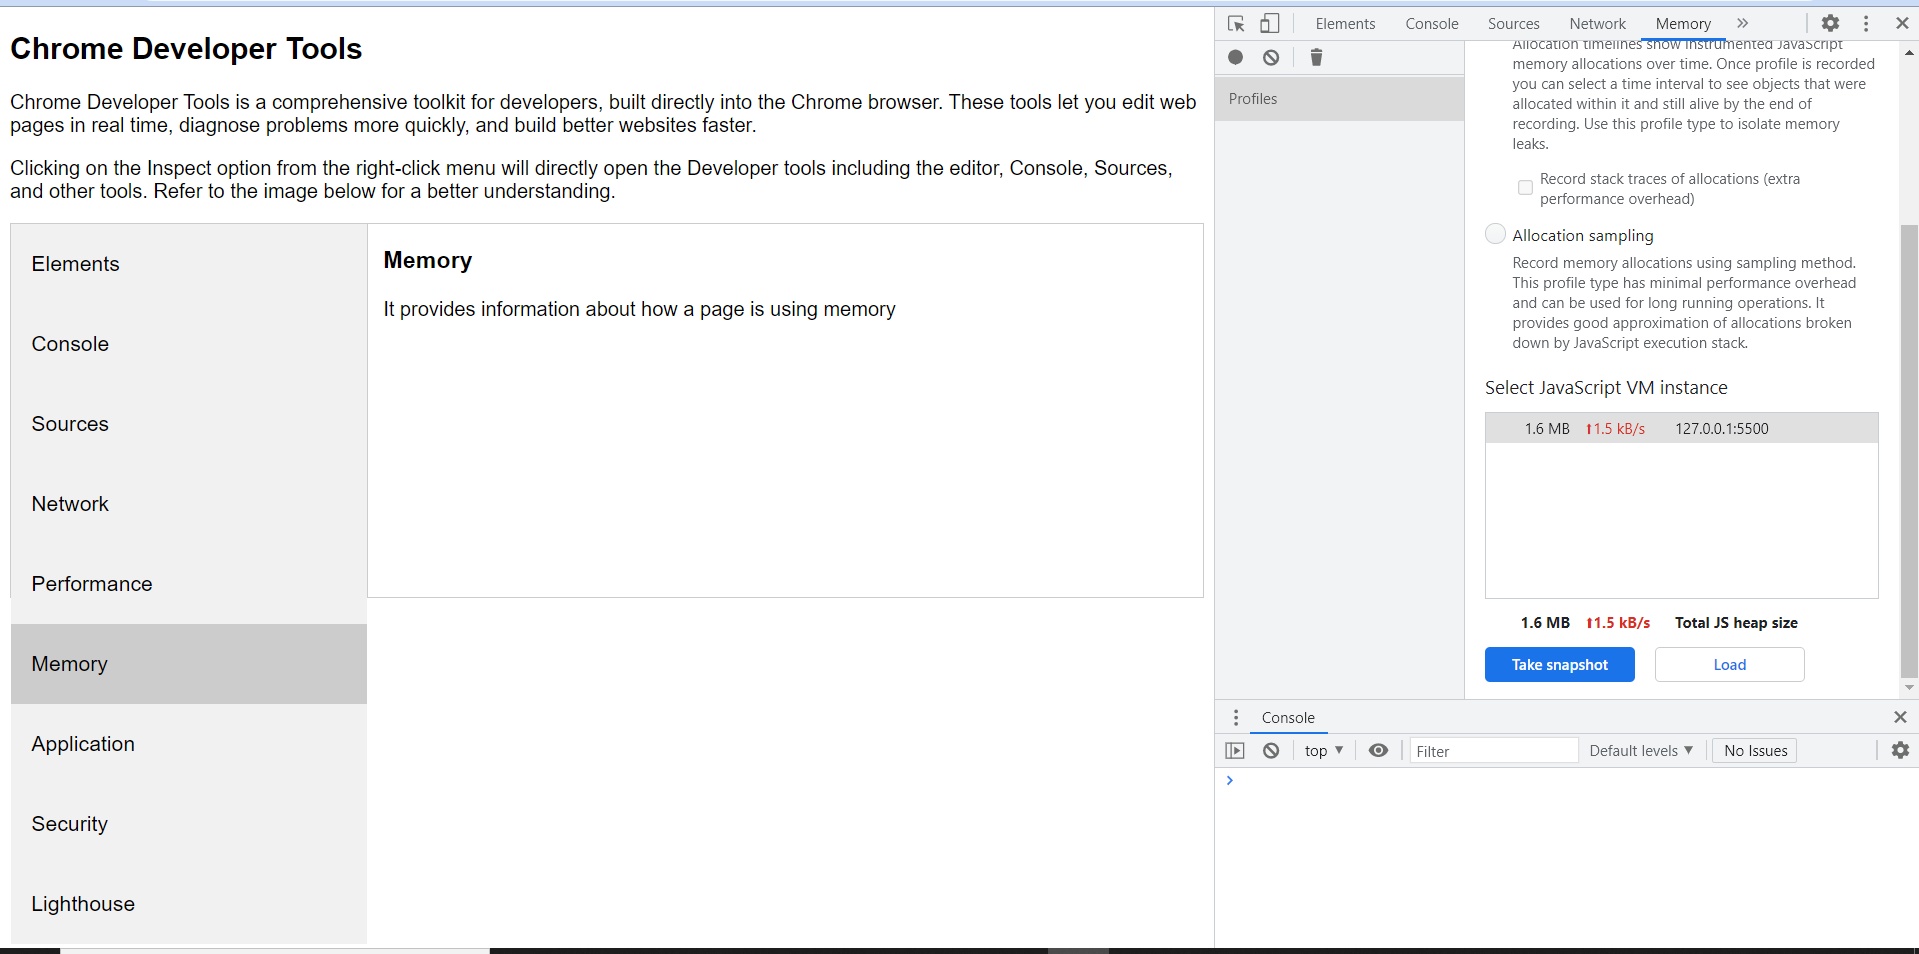 Chrome Developer Tools
Chrome Developer Tools is a comprehensive toolkit for developers, built directly into the Chrome browser. These tools let you edit web
pages in real time, diagnose problems more quickly, and build better websites faster.
Clicking on the Inspect option from the right-click menu will directly open the Developer tools including the editor, Console, Sources,
and other tools. Refer to the image below for a better understanding.
Elements
Console
Sources
Network
Performance
Memory
Application
Security
Lighthouse
Memory
It provides information about how a page is using memory
Elements Console Sources Network Memory »
Profiles
Allocation timelines show instrumented JavaScript
memory allocations over time. Once profile is recorded
you can select a time interval to see objects that were
allocated within it and still alive by the end of
recording. Use this profile type to isolate memory
leaks.
Record stack traces of allocations (extra
performance overhead)
Allocation sampling
Record memory allocations using sampling method.
This profile type has minimal performance overhead
and can be used for long running operations. It
provides good approximation of allocations broken
down by JavaScript execution stack.
Select JavaScript VM instance
1.6 MB ⬆1.5 kB/s 127.0.0.1:5500
1.6 MB ⬆1.5 kB/s Total JS heap size
Take snapshot Load
Console
top ▼ Filter Default levels ▼ No Issues